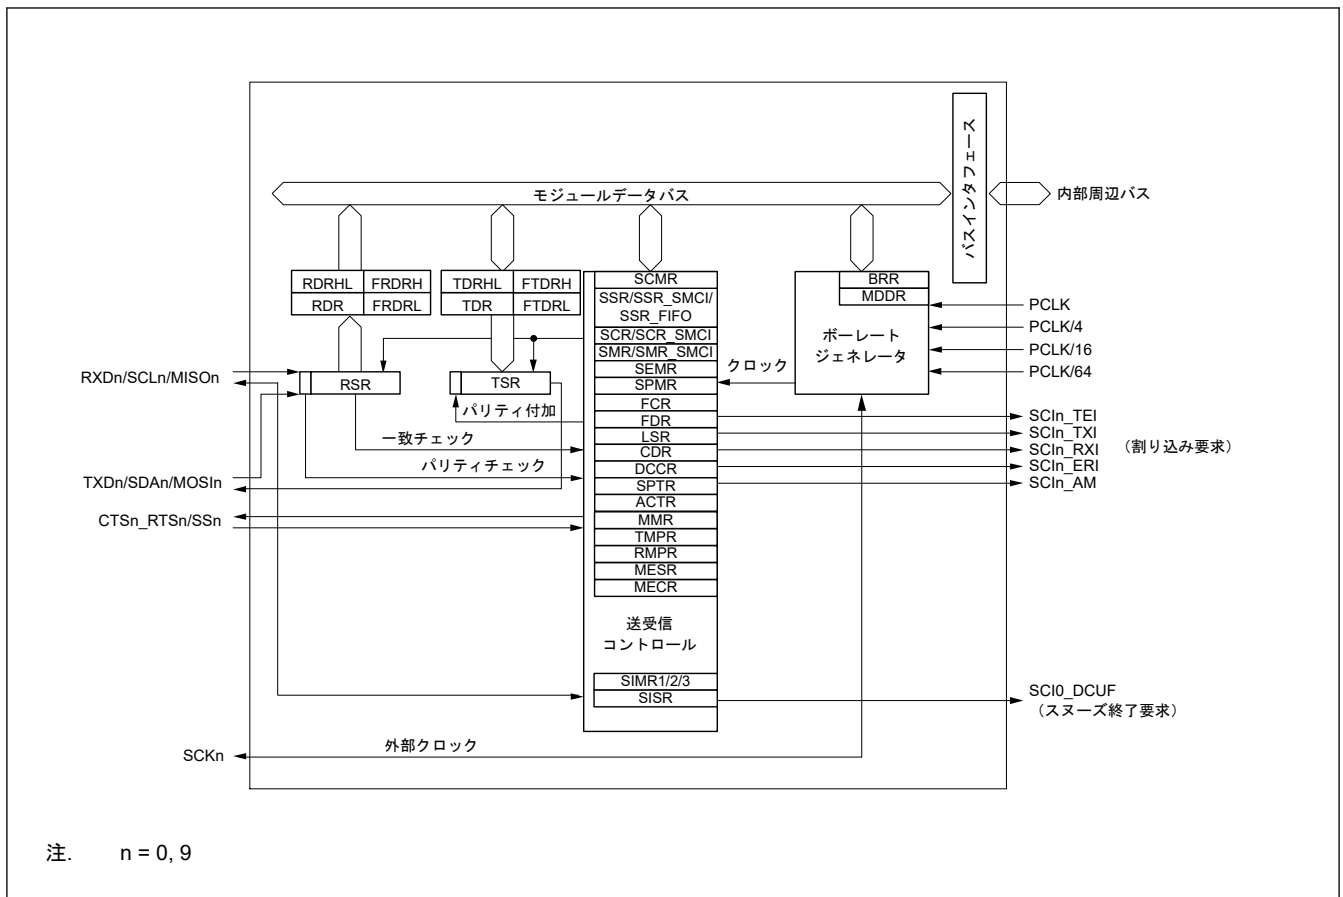 バスインタフェース
モジュールデータバス
内部周辺バス
RDRHL FRDRH
RDR FRDRL
TDRHL FTDRH
TDR FTDRL
SCMR
SSR/SSR_SMCI/
SSR_FIFO
SCR/SCR_SMCI
SMR/SMR_SMCI
SEMR
SPMR
FCR
FDR
LSR
CDR
DCCR
SPTR
ACTR
MMR
TMPR
RMPR
MESR
MECR
送受信
コントロール
SIMR1/2/3
SISR
BRR
MDDR
ボーレート
ジェネレータ
クロック
PCLK
PCLK/4
PCLK/16
PCLK/64
RXDn/SCLn/MISOn
RSR
TSR
パリティ付加
一致チェック
パリティチェック
TXDn/SDAn/MOSIn
CTSn_RTSn/SSn
SCIn_TEI
SCIn_TXI
SCIn_RXI
SCIn_ERI
SCIn_AM
（割り込み要求）
SCI0_DCUF
（スヌーズ終了要求）
SCKn
外部クロック
注. n = 0, 9